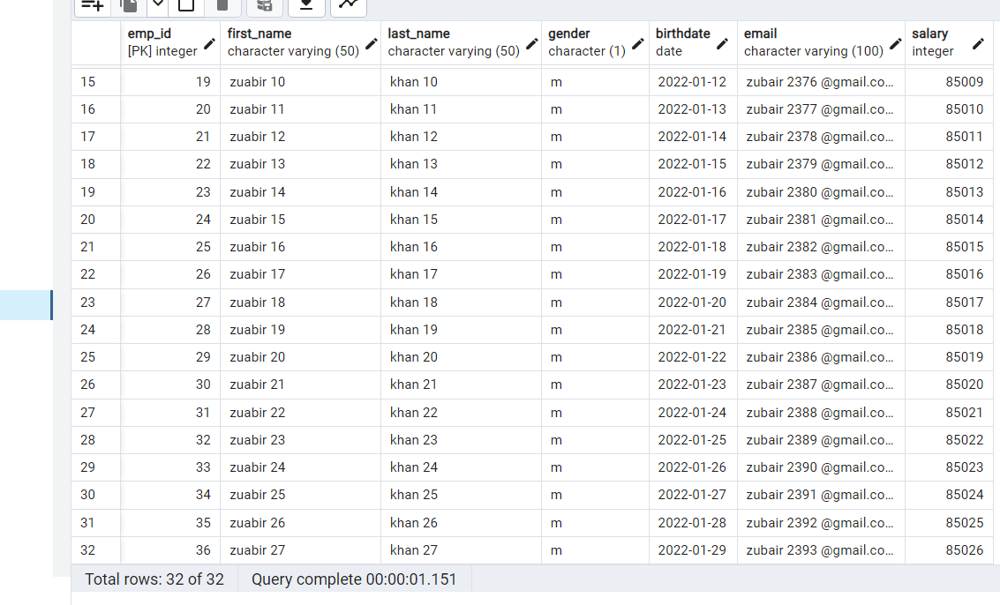 emp_id first_name last_name gender birthdate email salary
[PK] integer character varying (50) character varying (50) character (1) date character varying (100) integer
15 19 zuabir 10 khan 10 m 2022-01-12 zubair 2376 @gmail.co... 85009
16 20 zuabir 11 khan 11 m 2022-01-13 zubair 2377 @gmail.co... 85010
17 21 zuabir 12 khan 12 m 2022-01-14 zubair 2378 @gmail.co... 85011
18 22 zuabir 13 khan 13 m 2022-01-15 zubair 2379 @gmail.co... 85012
19 23 zuabir 14 khan 14 m 2022-01-16 zubair 2380 @gmail.co... 85013
20 24 zuabir 15 khan 15 m 2022-01-17 zubair 2381 @gmail.co... 85014
21 25 zuabir 16 khan 16 m 2022-01-18 zubair 2382 @gmail.co... 85015
22 26 zuabir 17 khan 17 m 2022-01-19 zubair 2383 @gmail.co... 85016
23 27 zuabir 18 khan 18 m 2022-01-20 zubair 2384 @gmail.co... 85017
24 28 zuabir 19 khan 19 m 2022-01-21 zubair 2385 @gmail.co... 85018
25 29 zuabir 20 khan 20 m 2022-01-22 zubair 2386 @gmail.co... 85019
26 30 zuabir 21 khan 21 m 2022-01-23 zubair 2387 @gmail.co... 85020
27 31 zuabir 22 khan 22 m 2022-01-24 zubair 2388 @gmail.co... 85021
28 32 zuabir 23 khan 23 m 2022-01-25 zubair 2389 @gmail.co... 85022
29 33 zuabir 24 khan 24 m 2022-01-26 zubair 2390 @gmail.co... 85023
30 34 zuabir 25 khan 25 m 2022-01-27 zubair 2391 @gmail.co... 85024
31 35 zuabir 26 khan 26 m 2022-01-28 zubair 2392 @gmail.co... 85025
32 36 zuabir 27 khan 27 m 2022-01-29 zubair 2393 @gmail.co... 85026
Total rows: 32 of 32 Query complete 00:00:01.151